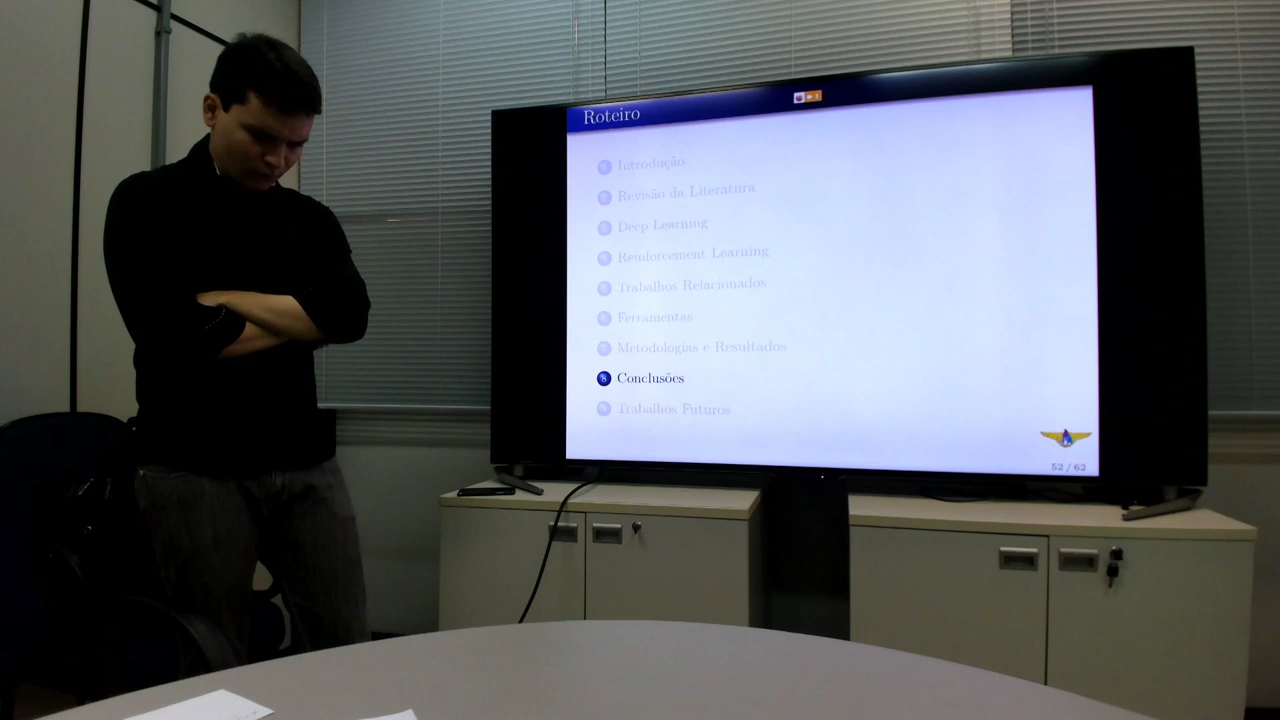 Roteiro
Introdução
Revisão da Literatura
Deep Learning
Reinforcement Learning
Trabalhos Relacionados
Ferramentas
Metodologias e Resultados
8 Conclusões
Trabalhos Futuros
52 / 62